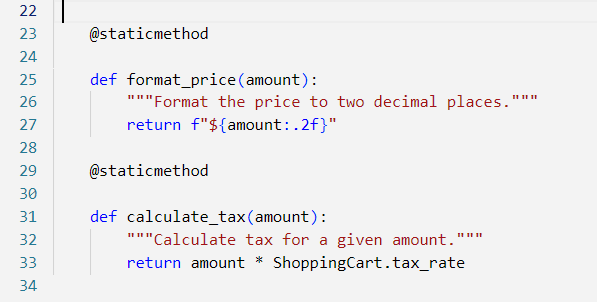 22
23 @staticmethod
24
25 def format_price(amount):
26 """Format the price to two decimal places."""
27 return f"${amount:.2f}"
28
29 @staticmethod
30
31 def calculate_tax(amount):
32 """Calculate tax for a given amount."""
33 return amount * ShoppingCart.tax_rate
34